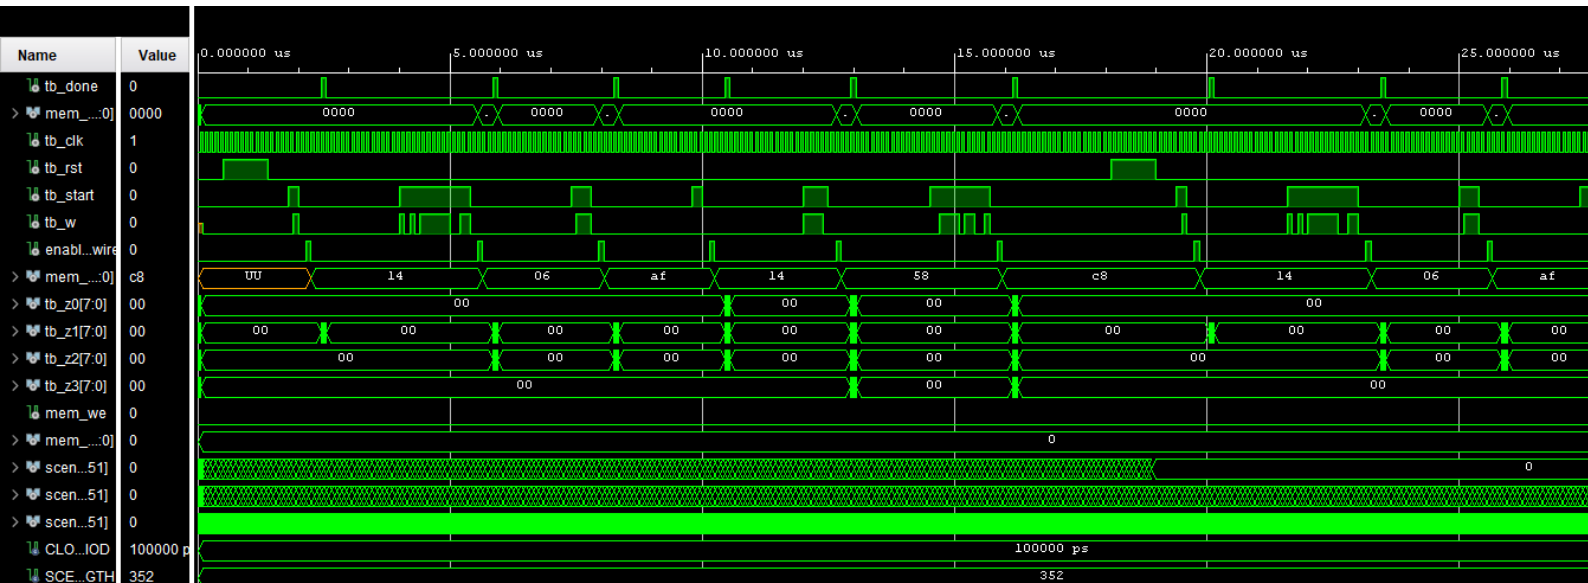 Name Value 0.000000 us 5.000000 us 10.000000 us 15.000000 us 20.000000 us 25.000000 us
tb_done 0
mem_...:0] 0000 0000 - 0000 - 0000 - 0000 - 0000 - 0000 -
tb_clk 1
tb_rst 0
tb_start 0
tb_w 0
enabl...wire 0
mem_...:0] c8 UU 14 06 af 14 58 c8 14 06 af
tb_z0[7:0] 00 00 00 00 00
tb_z1[7:0] 00 00 00 00 00 00 00 00 00 00 00
tb_z2[7:0] 00 00 00 00 00 00 00 00 00
tb_z3[7:0] 00 00 00 00
mem_we 0
mem_...:0] 0 0
scen...51] 0 0
scen...51] 0
scen...51] 0
CLO...IOD 100000 p 100000 ps
SCE...GTH 352 352